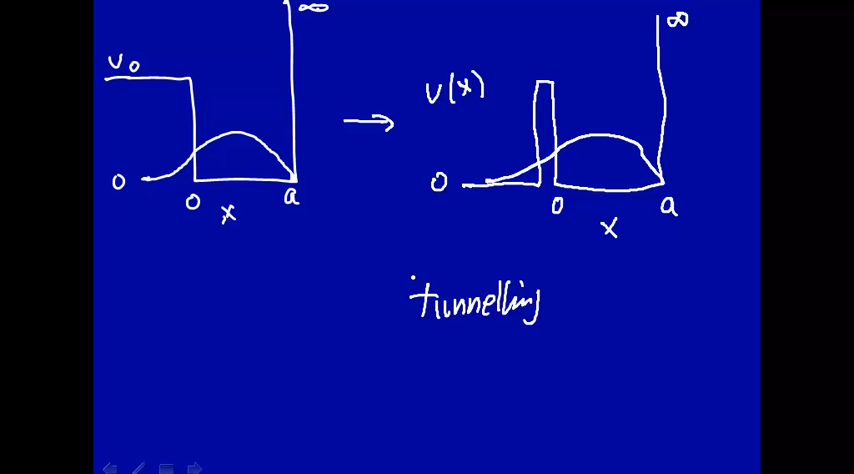 ∞
V0
0
0
a
x
→
∞
V(x)
0
0
a
x
tunnelling